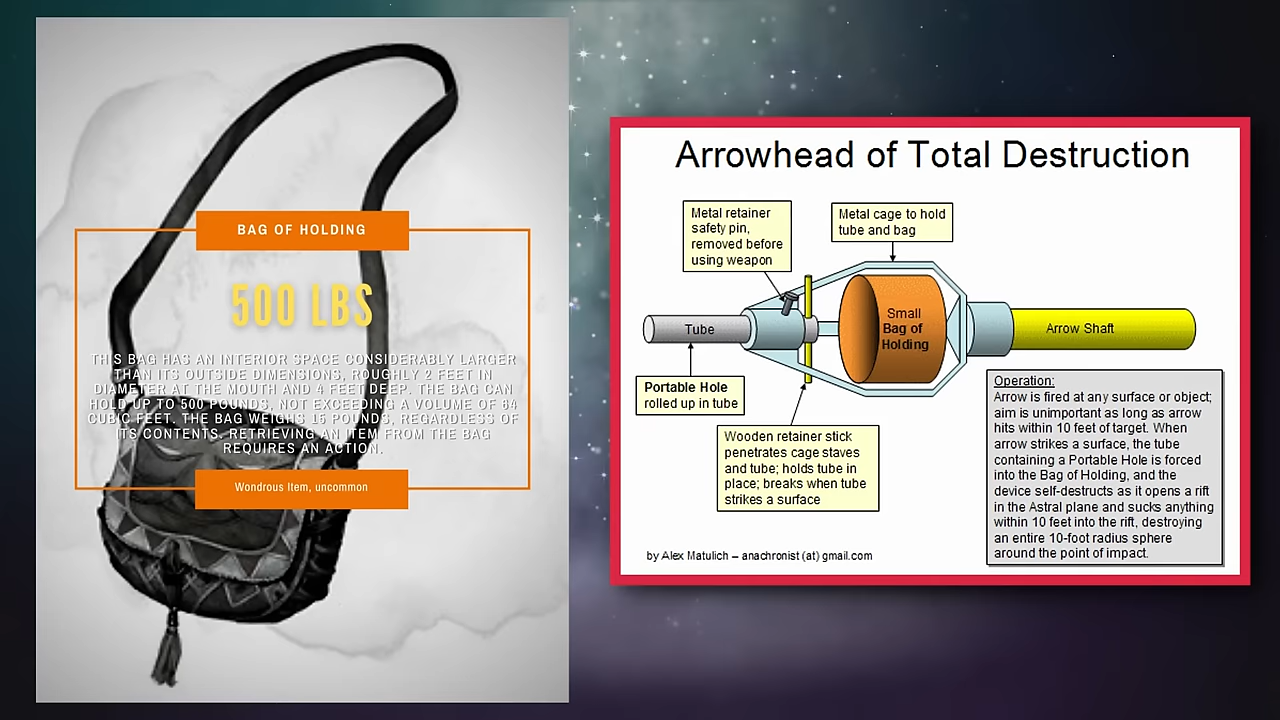 BAG OF HOLDING
500 LBS
THIS BAG HAS AN INTERIOR SPACE CONSIDERABLY LARGER
THAN ITS OUTSIDE DIMENSIONS, ROUGHLY 2 FEET IN
DIAMETER AT THE MOUTH AND 4 FEET DEEP. THE BAG CAN
HOLD UP TO 500 POUNDS, NOT EXCEEDING A VOLUME OF 64
CUBIC FEET. THE BAG WEIGHS 15 POUNDS, REGARDLESS OF
ITS CONTENTS. RETRIEVING AN ITEM FROM THE BAG
REQUIRES AN ACTION.
Wondrous Item, uncommon
Arrowhead of Total Destruction
Metal retainer
safety pin,
removed before
using weapon
Metal cage to hold
tube and bag
Tube
Small
Bag of
Holding
Arrow Shaft
Portable Hole
rolled up in tube
Wooden retainer stick
penetrates cage staves
and tube; holds tube in
place; breaks when tube
strikes a surface
Operation:
Arrow is fired at any surface or object;
aim is unimportant as long as arrow
hits within 10 feet of target. When
arrow strikes a surface, the tube
containing a Portable Hole is forced
into the Bag of Holding, and the
device self-destructs as it opens a rift
in the Astral plane and sucks anything
within 10 feet into the rift, destroying
an entire 10-foot radius sphere
around the point of impact.
by Alex Matulich – anachronist (at) gmail.com